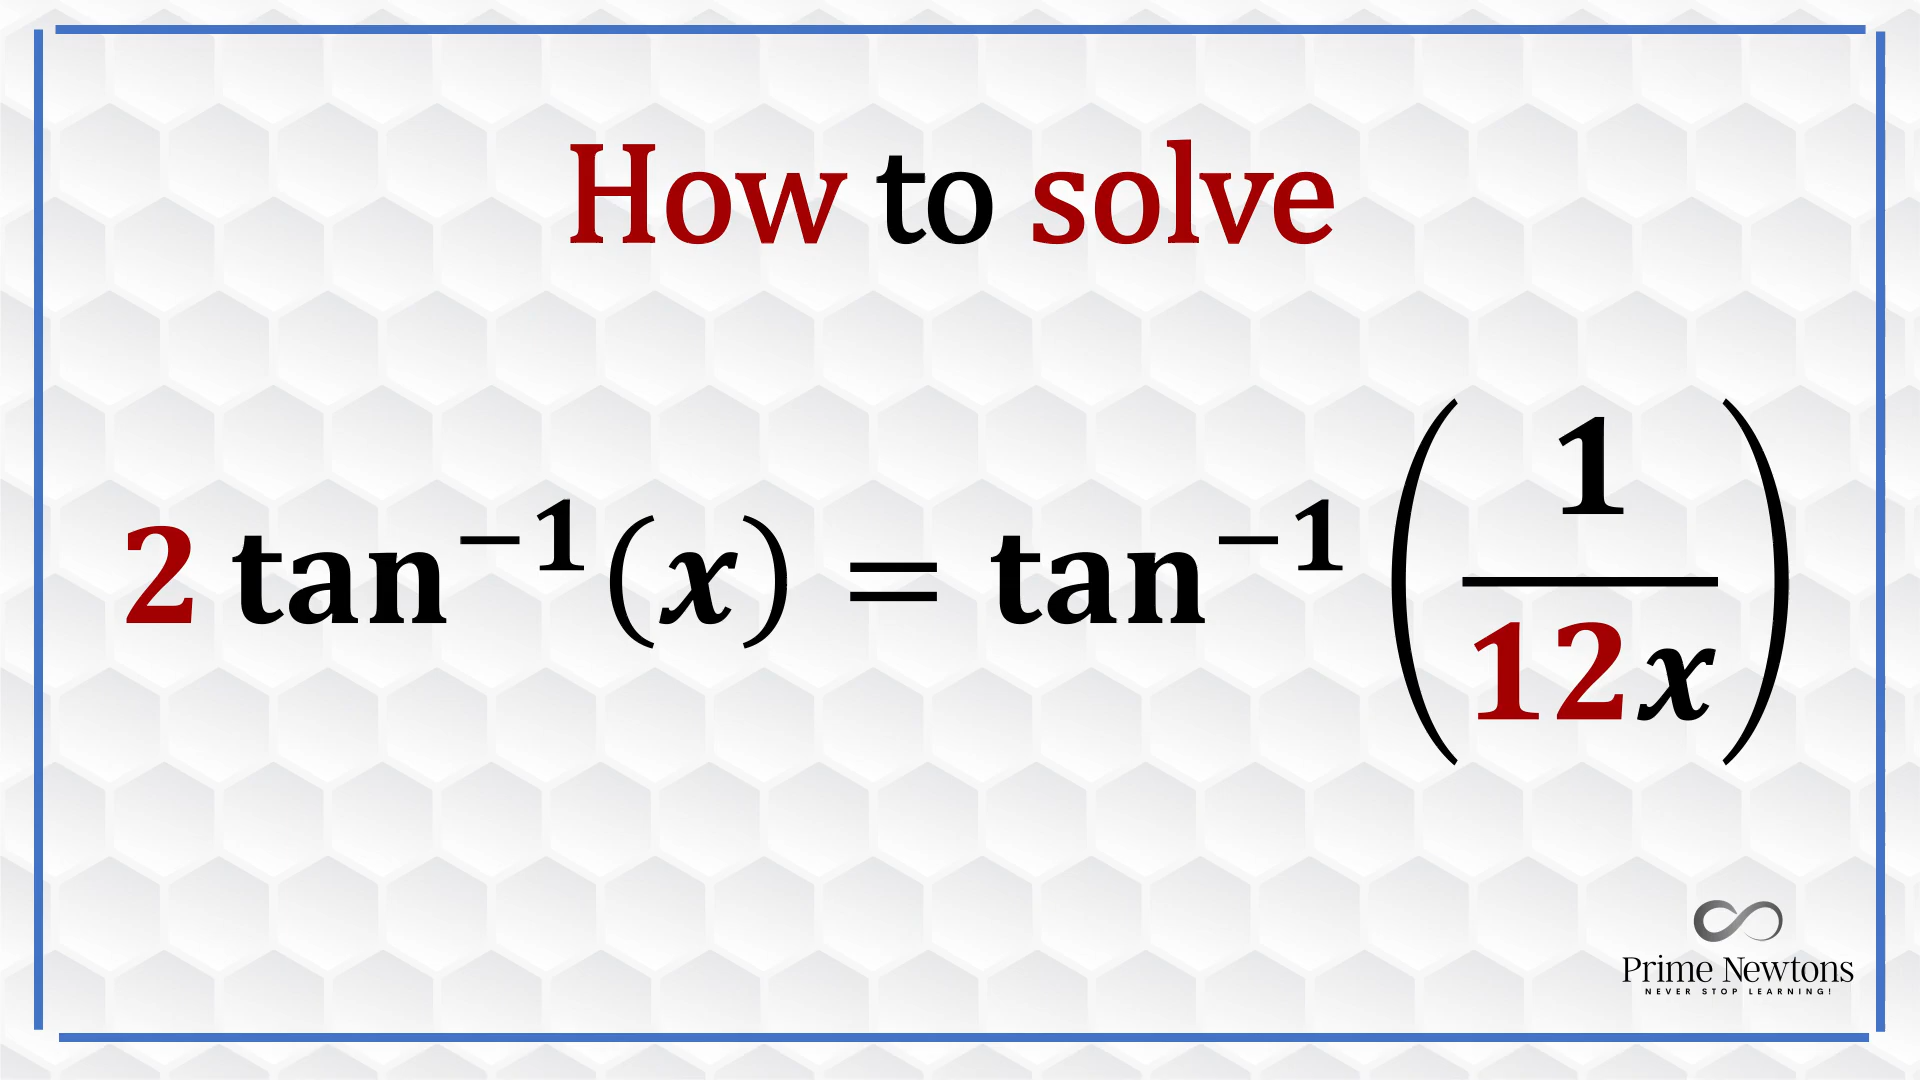 How to solve
2 tan⁻¹(x) = tan⁻¹(1/12x)
Prime Newtons
NEVER STOP LEARNING!